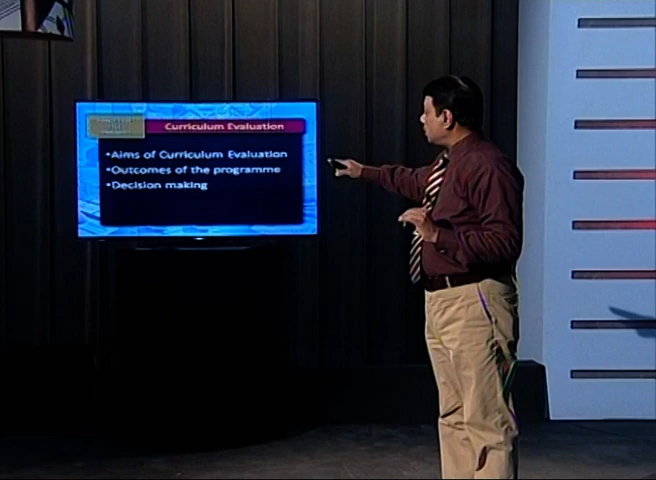 Curriculum Evaluation
•Aims of Curriculum Evaluation
•Outcomes of the programme
•Decision making